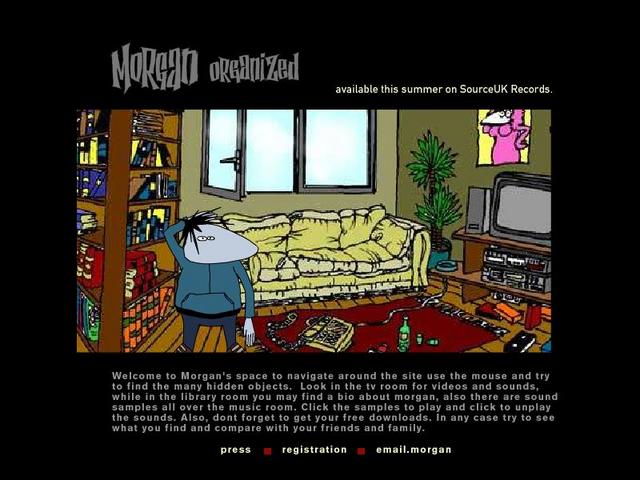 Morgan organized
available this summer on SourceUK Records.
Welcome to Morgan's space to navigate around the site use the mouse and try
to find the many hidden objects. Look in the tv room for videos and sounds,
while in the library room you may find a bio about morgan, also there are sound
samples all over the music room. Click the samples to play and click to unplay
the sounds. Also, dont forget to get your free downloads. In any case try to see
what you find and compare with your friends and family.
press registration email.morgan